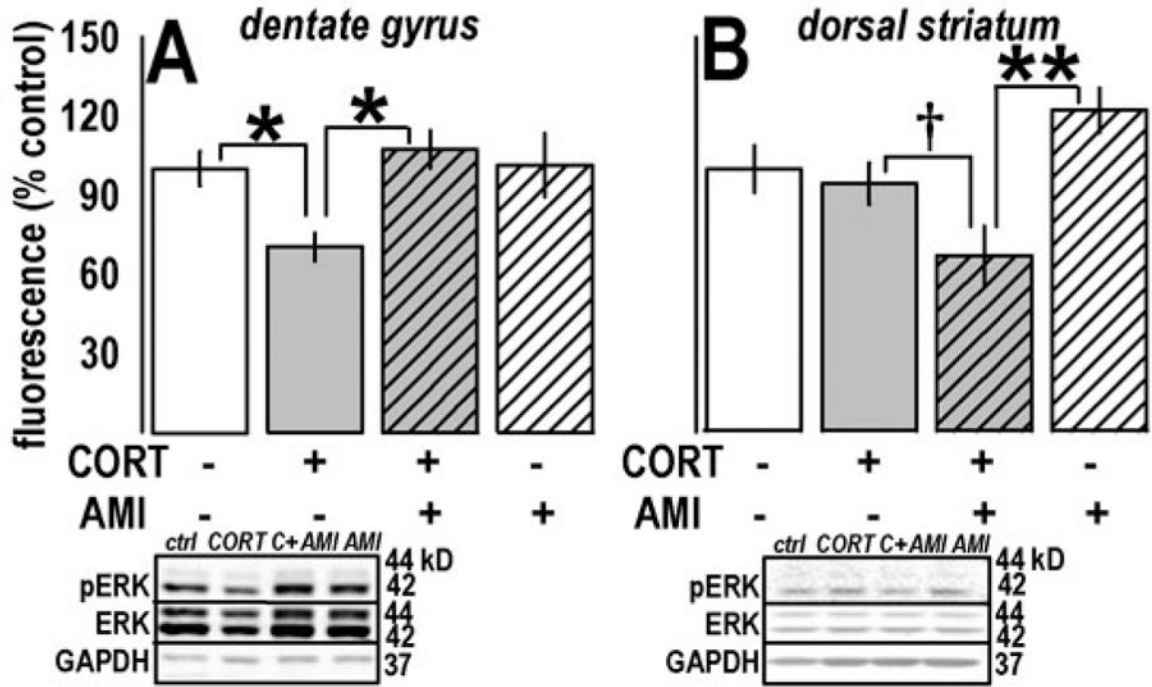 A dentate gyrus
fluorescence (% control)
150
120
90
60
30
* *
CORT - + + -
AMI - - + +
ctrl CORT C+AMI AMI
44 kD
pERK 42
44
ERK
42
GAPDH 37
B dorsal striatum
† **
CORT - + + -
AMI - - + +
ctrl CORT C+AMI AMI
44 kD
pERK 42
44
ERK
42
GAPDH 37